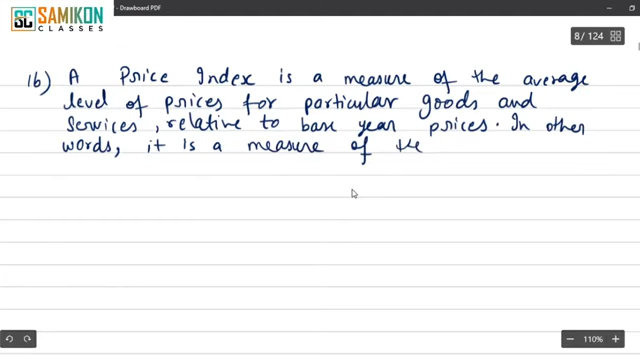 SC SAMIKON CLASSES
- Drawboard PDF
8 / 124
16) A Price Index is a measure of the average
level of prices for particular goods and
services, relative to base year prices. In other
words, it is a measure of the
110%